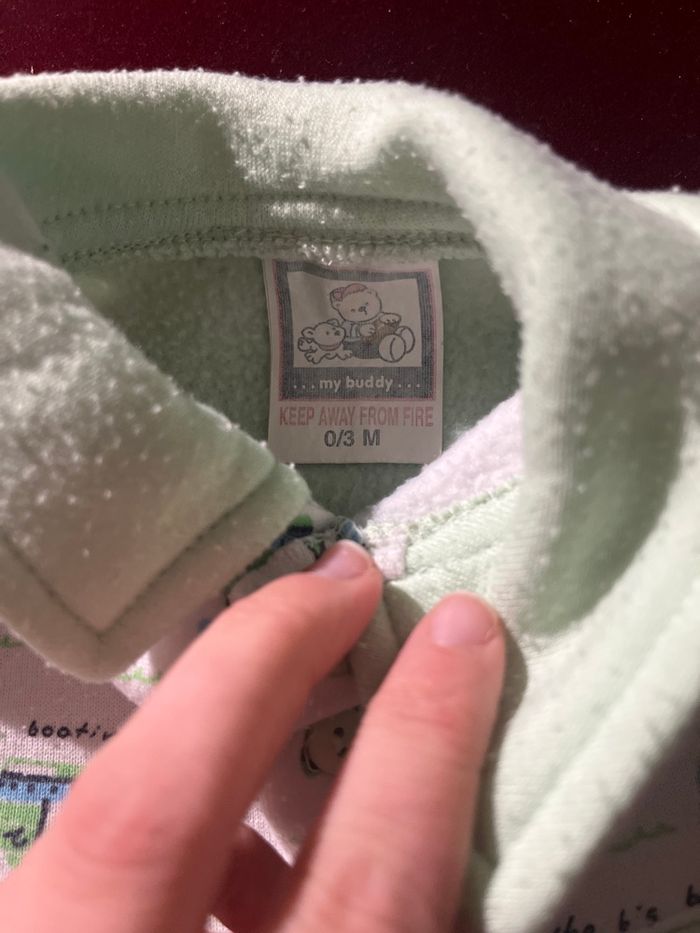 ...my buddy...
KEEP AWAY FROM FIRE
0/3 M